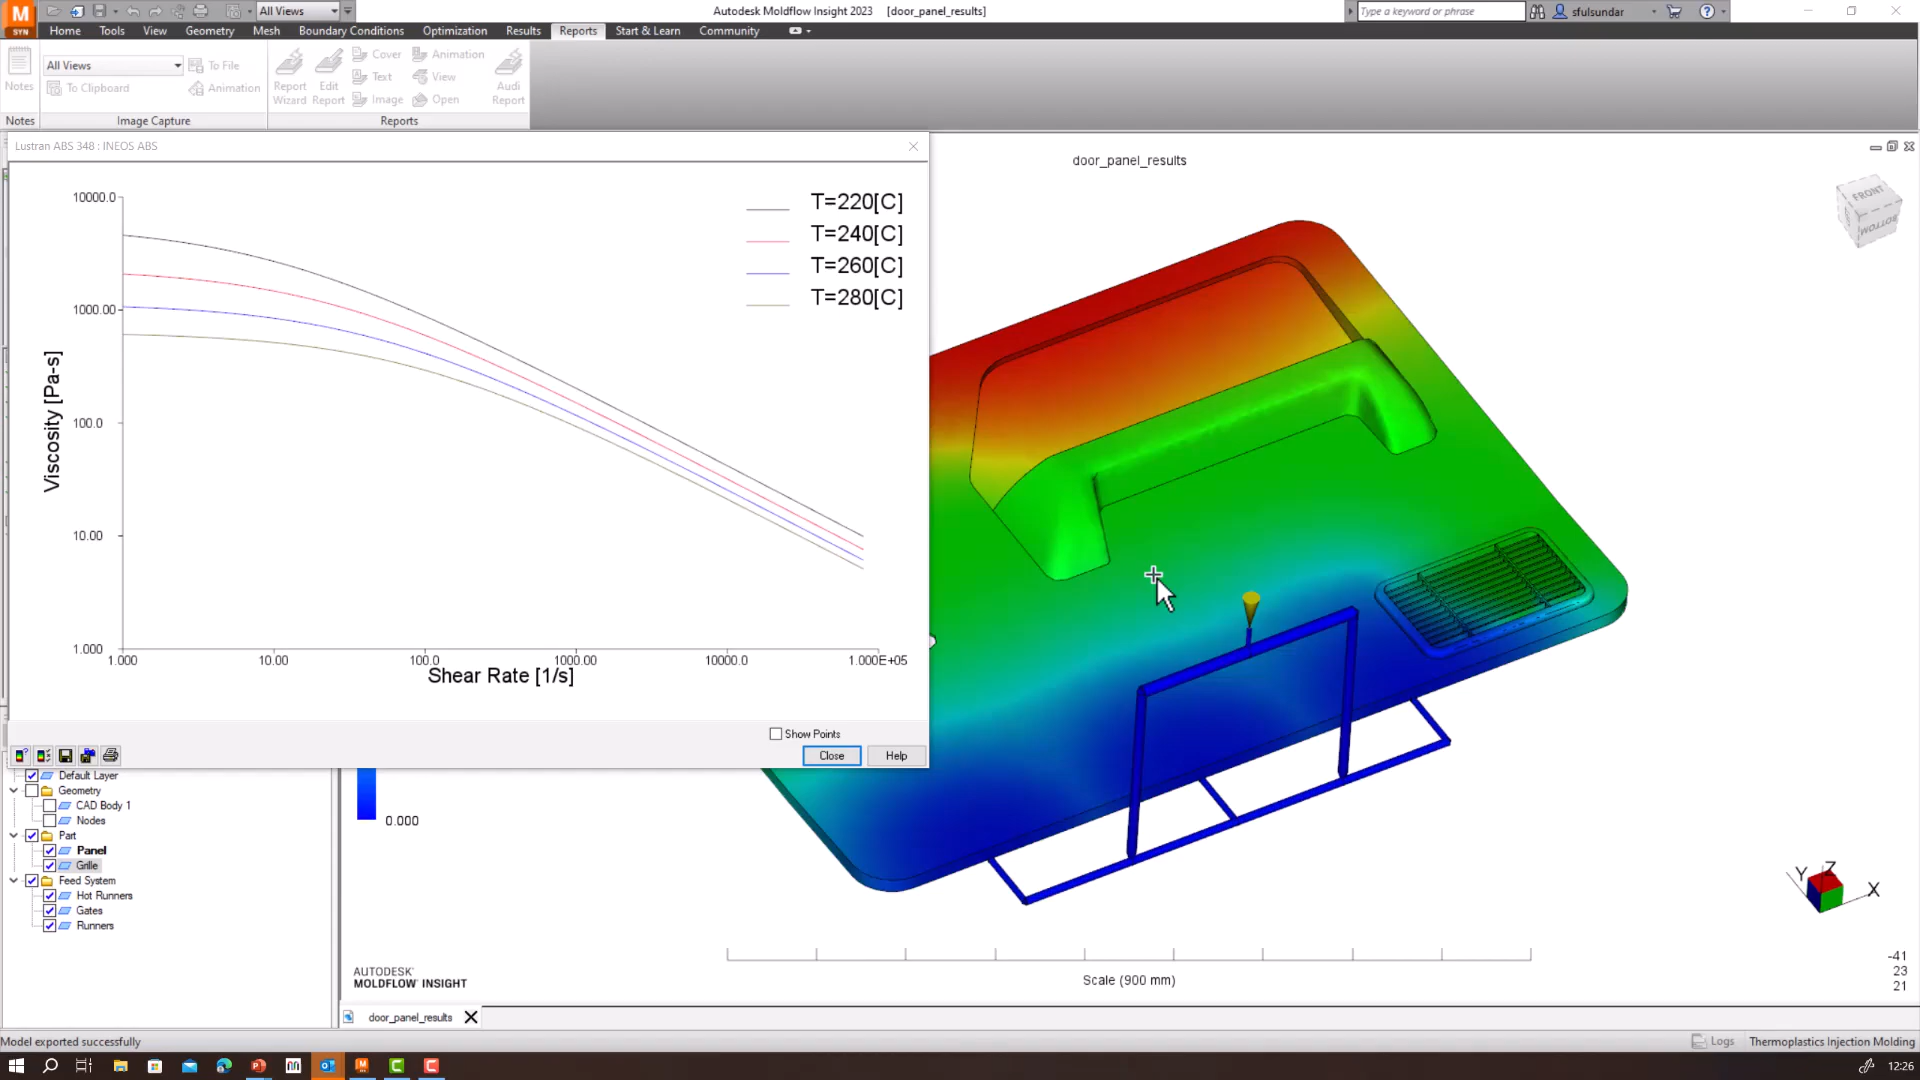 M
SYN
All Views
Autodesk Moldflow Insight 2023 [door_panel_results]
Type a keyword or phrase
sfulsundar
Home Tools View Geometry Mesh Boundary Conditions Optimization Results Reports Start & Learn Community
Notes
All Views
To File
To Clipboard
Animation
Report Wizard
Edit Report
Cover
Text
Image
Animation
View
Open
Audi Report
Notes Image Capture Reports
Lustran ABS 348 : INEOS ABS
door_panel_results
FRONT
BOTTOM
T=220[C]
T=240[C]
T=260[C]
T=280[C]
Viscosity [Pa-s]
10000.0
1000.00
100.0
10.00
1.000
1.000 10.00 100.0 1000.00 10000.0 1.000E+05
Shear Rate [1/s]
Show Points
Close Help
Default Layer
Geometry
CAD Body 1
Nodes
Part
Panel
Grille
Feed System
Hot Runners
Gates
Runners
0.000
Z
Y
X
-41
23
21
AUTODESK
MOLDFLOW INSIGHT
Scale (900 mm)
door_panel_results
Model exported successfully
Logs Thermoplastics Injection Molding
12:26